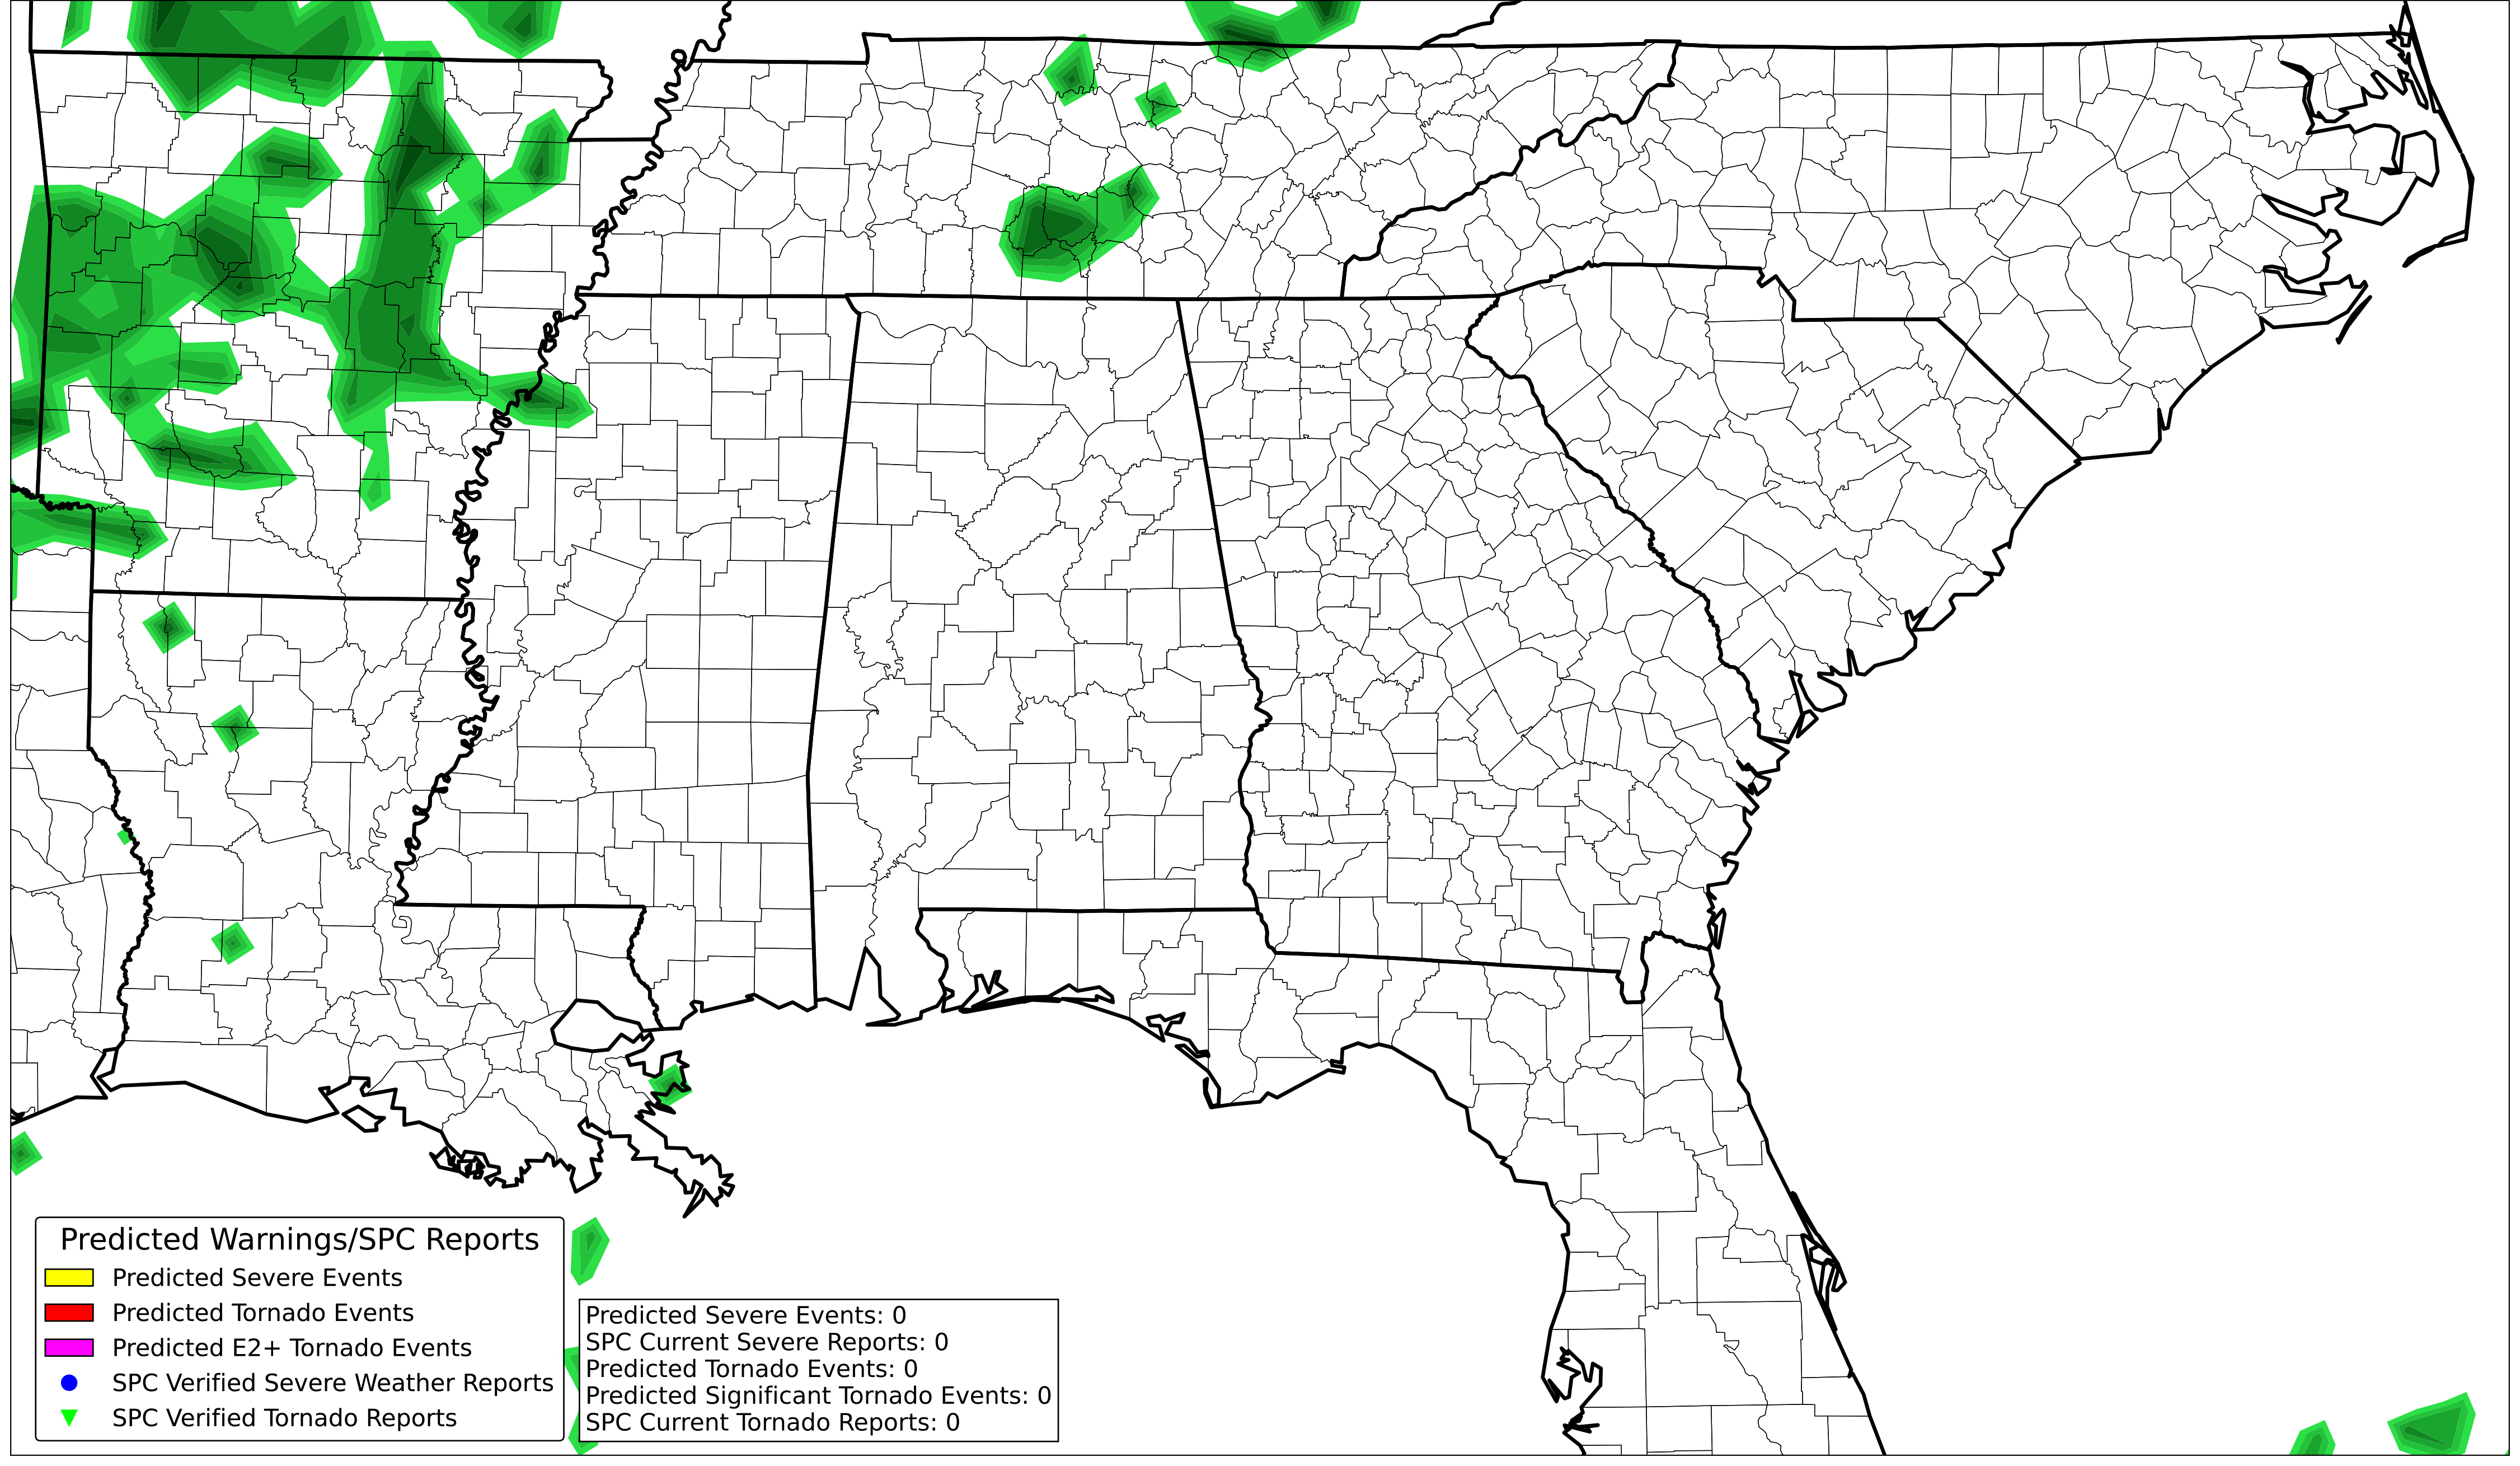 Predicted Warnings/SPC Reports
Predicted Severe Events
Predicted Tornado Events
Predicted E2+ Tornado Events
SPC Verified Severe Weather Reports
SPC Verified Tornado Reports
Predicted Severe Events: 0
SPC Current Severe Reports: 0
Predicted Tornado Events: 0
Predicted Significant Tornado Events: 0
SPC Current Tornado Reports: 0